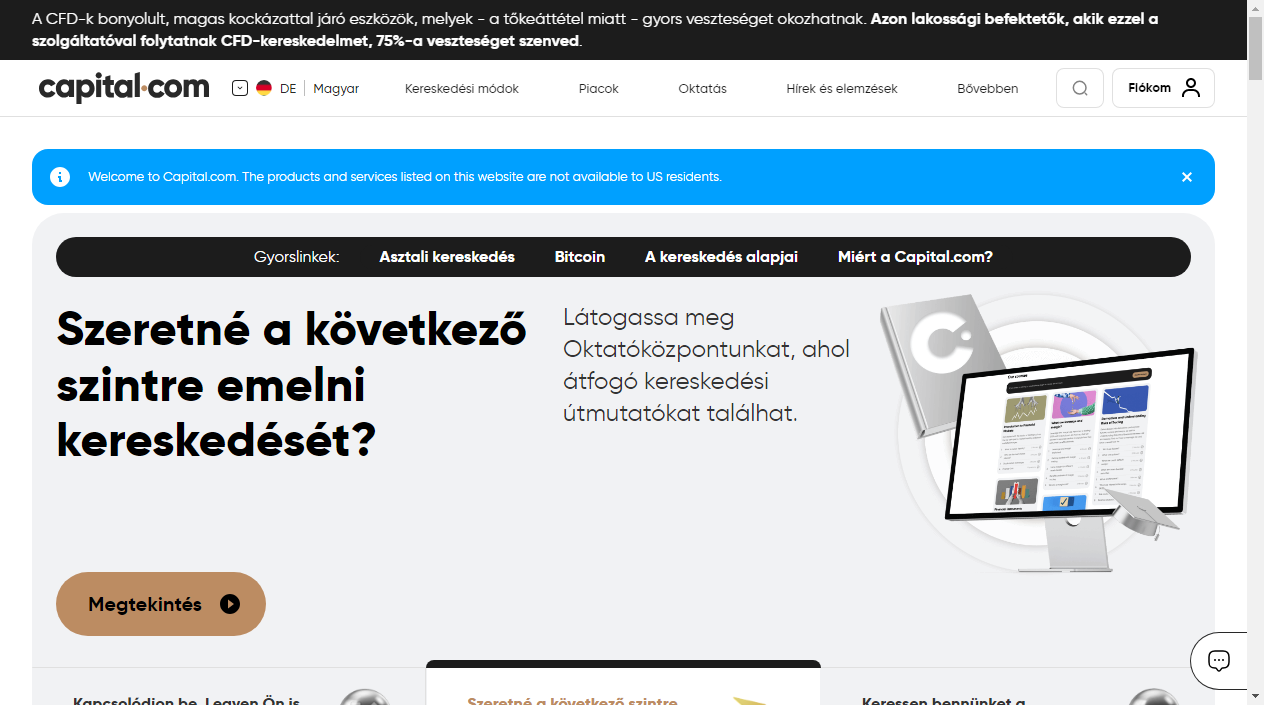 A CFD-k bonyolult, magas kockázattal járó eszközök, melyek - a tőkeáttétel miatt - gyors veszteséget okozhatnak. Azon lakossági befektetők, akik ezzel a
szolgáltatóval folytatnak CFD-kereskedelmet, 75%-a veszteséget szenved.
capital.com
DE
Magyar
Kereskedési módok
Piacok
Oktatás
Hírek és elemzések
Bővebben
Fiókom
Welcome to Capital.com. The products and services listed on this website are not available to US residents.
Gyorslinkek:
Asztali kereskedés
Bitcoin
A kereskedés alapjai
Miért a Capital.com?
Szeretné a következő
szintre emelni
kereskedését?
Látogassa meg
Oktatóközpontunkat, ahol
átfogó kereskedési
útmutatókat találhat.
Megtekintés
Kapcsolódjon be. Legyen Ön is
Szeretné a következő szintre
Keressen bennünket a